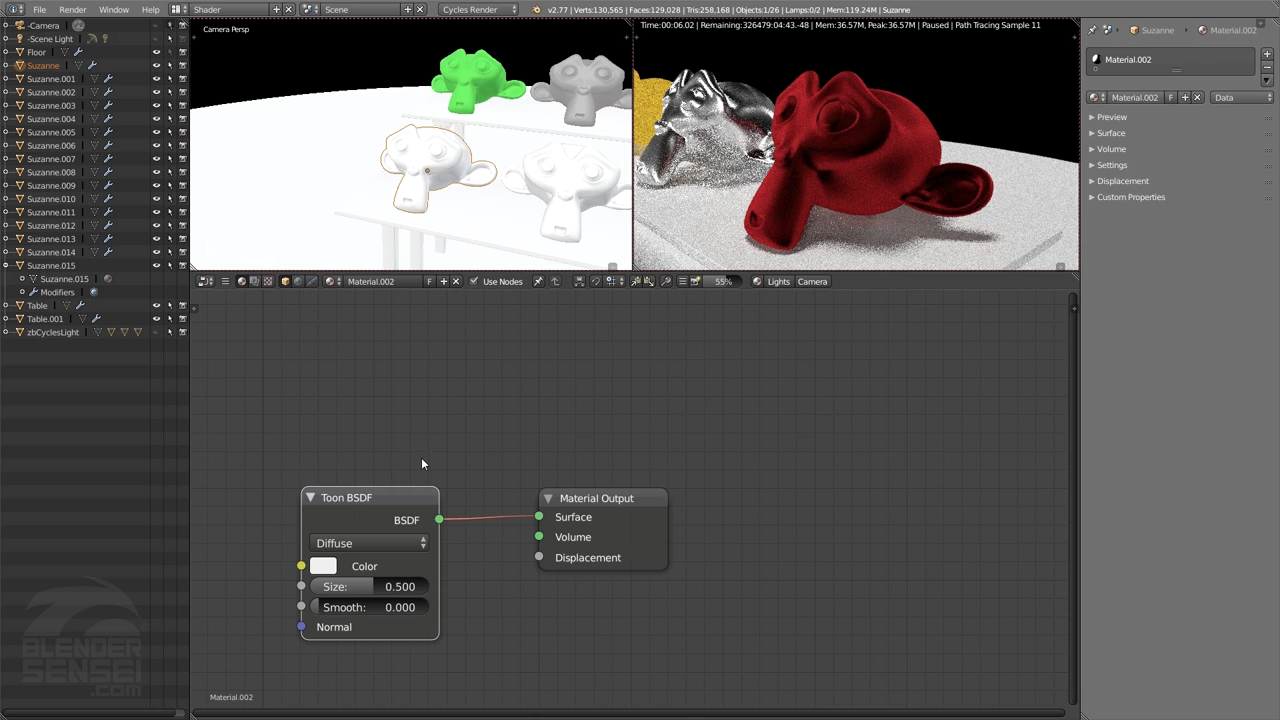 File Render Window Help Shader Scene Cycles Render v2.77 | Verts:130,565 | Faces:129,028 | Tris:258,168 | Objects:1/26 | Lamps:0/2 | Mem:119.24M | Suzanne
-Camera
-Scene Light
Floor
Suzanne
Suzanne.001
Suzanne.002
Suzanne.003
Suzanne.004
Suzanne.005
Suzanne.006
Suzanne.007
Suzanne.008
Suzanne.009
Suzanne.010
Suzanne.011
Suzanne.012
Suzanne.013
Suzanne.014
Suzanne.015
Suzanne.015
Modifiers
Table
Table.001
zbCyclesLight
Camera Persp
Time:00:06.02 | Remaining:326479:04:43.-48 | Mem:36.57M, Peak:36.57M | Paused | Path Tracing Sample 11
Suzanne Material.002
Material.002
Material.002 F Data
Preview
Surface
Volume
Settings
Displacement
Custom Properties
Material.002 F Use Nodes 55% Lights Camera
Toon BSDF
BSDF
Diffuse
Color
Size: 0.500
Smooth: 0.000
Normal
Material Output
Surface
Volume
Displacement
Material.002
BLENDER
SENSEI
.COM